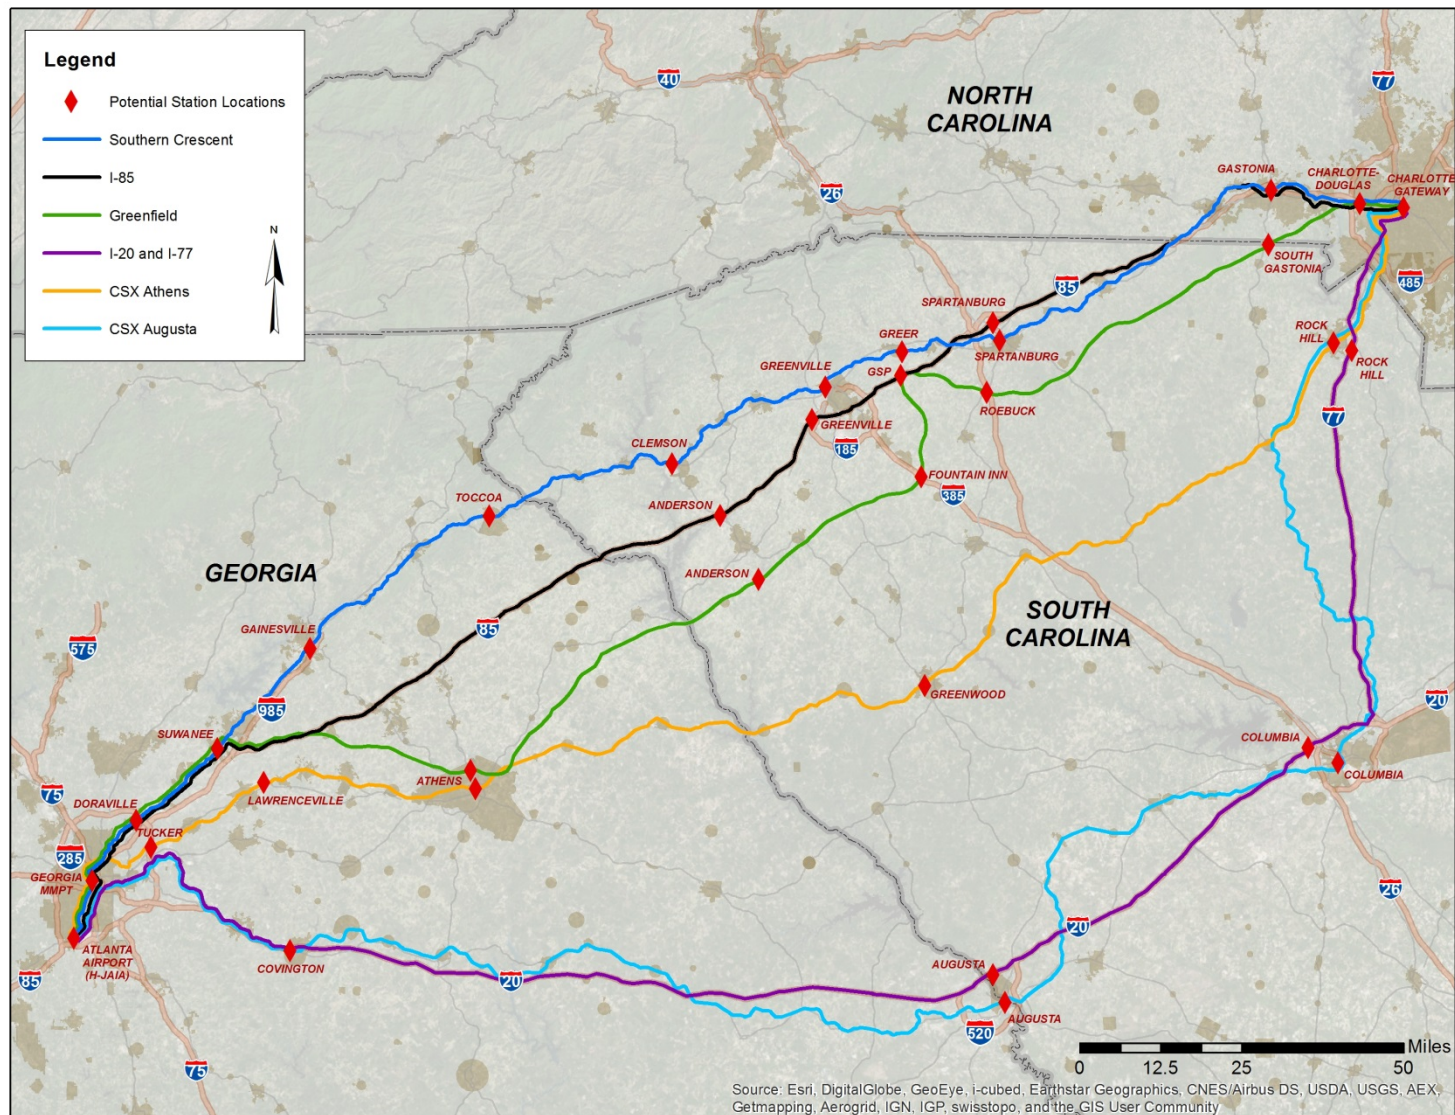 Legend
Potential Station Locations
Southern Crescent
I-85
Greenfield
I-20 and I-77
CSX Athens
CSX Augusta
N
40
77
NORTH
CAROLINA
26
GASTONIA
CHARLOTTE-
DOUGLAS
CHARLOTTE
GATEWAY
SOUTH
GASTONIA
485
85
SPARTANBURG
SPARTANBURG
GREER
GSP
ROEBUCK
ROCK
HILL
ROCK
HILL
77
GREENVILLE
GREENVILLE
185
CLEMSON
FOUNTAIN INN
385
TOCCOA
ANDERSON
ANDERSON
GEORGIA
SOUTH
CAROLINA
85
575
GAINESVILLE
985
GREENWOOD
20
SUWANEE
COLUMBIA
COLUMBIA
ATHENS
LAWRENCEVILLE
75
DORAVILLE
TUCKER
285
GEORGIA
MMPT
26
ATLANTA
AIRPORT
(H-JAIA)
85
COVINGTON
20
20
AUGUSTA
AUGUSTA
520
75
0
12.5
25
50
Miles
Source: Esri, DigitalGlobe, GeoEye, i-cubed, Earthstar Geographics, CNES/Airbus DS, USDA, USGS, AEX,
Getmapping, Aerogrid, IGN, IGP, swisstopo, and the GIS User Community